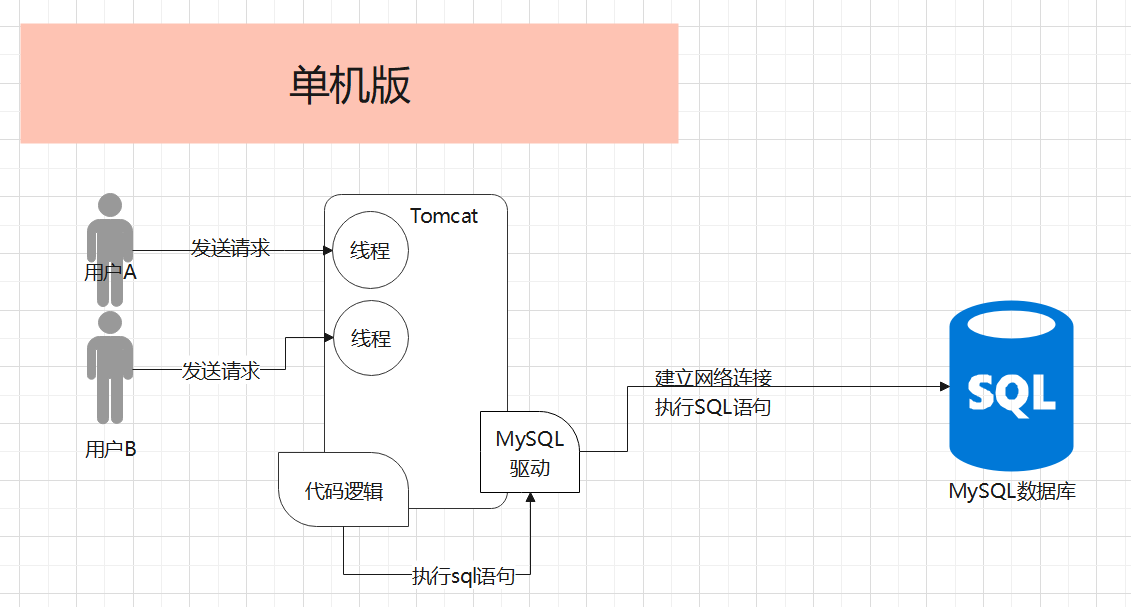 单机版
Tomcat
线程
发送请求
用户A
线程
发送请求
用户B
建立网络连接
执行SQL语句
SQL
MySQL
驱动
代码逻辑
MySQL数据库
执行sql语句